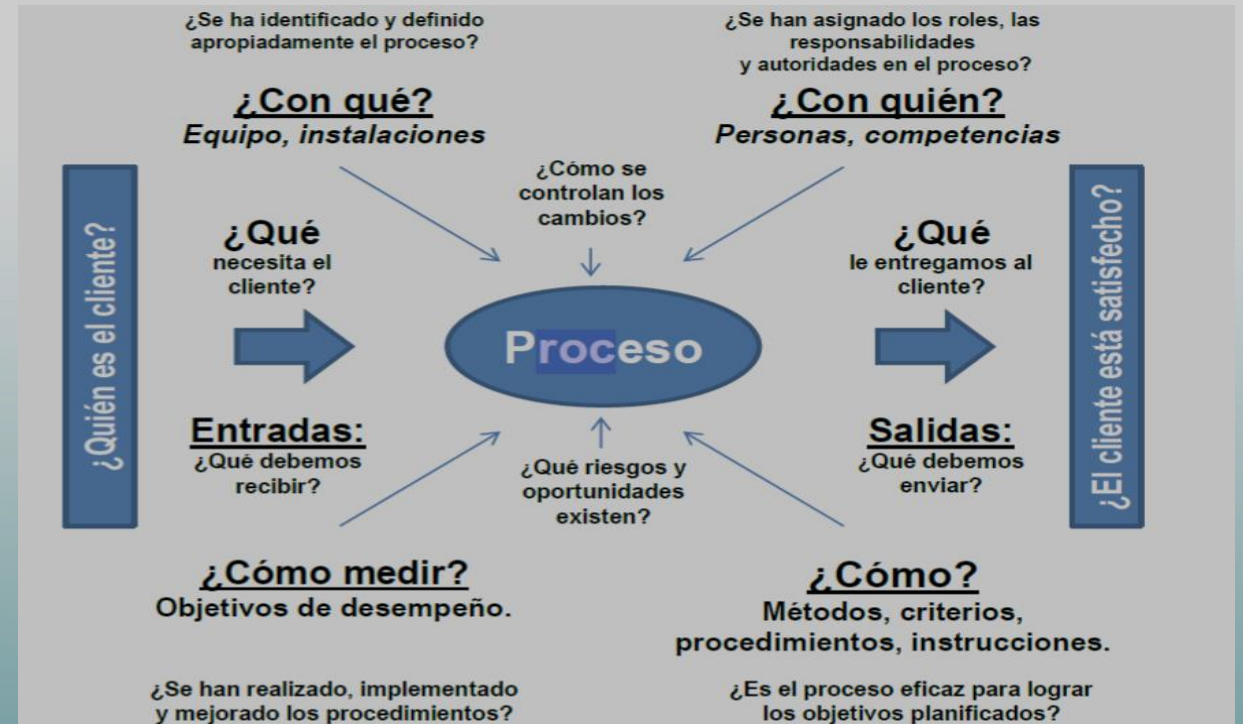 ¿Se ha identificado y definido
apropiadamente el proceso?
¿Con qué?
Equipo, instalaciones
¿Se han asignado los roles, las
responsabilidades
y autoridades en el proceso?
¿Con quién?
Personas, competencias
¿Cómo se
controlan los
cambios?
¿Quién es el cliente?
¿Qué
necesita el
cliente?
Entradas:
¿Qué debemos
recibir?
Proceso
¿Qué riesgos y
oportunidades
existen?
¿Qué
le entregamos al
cliente?
Salidas:
¿Qué debemos
enviar?
¿El cliente está satisfecho?
¿Cómo medir?
Objetivos de desempeño.
¿Se han realizado, implementado
y mejorado los procedimientos?
¿Cómo?
Métodos, criterios,
procedimientos, instrucciones.
¿Es el proceso eficaz para lograr
los objetivos planificados?